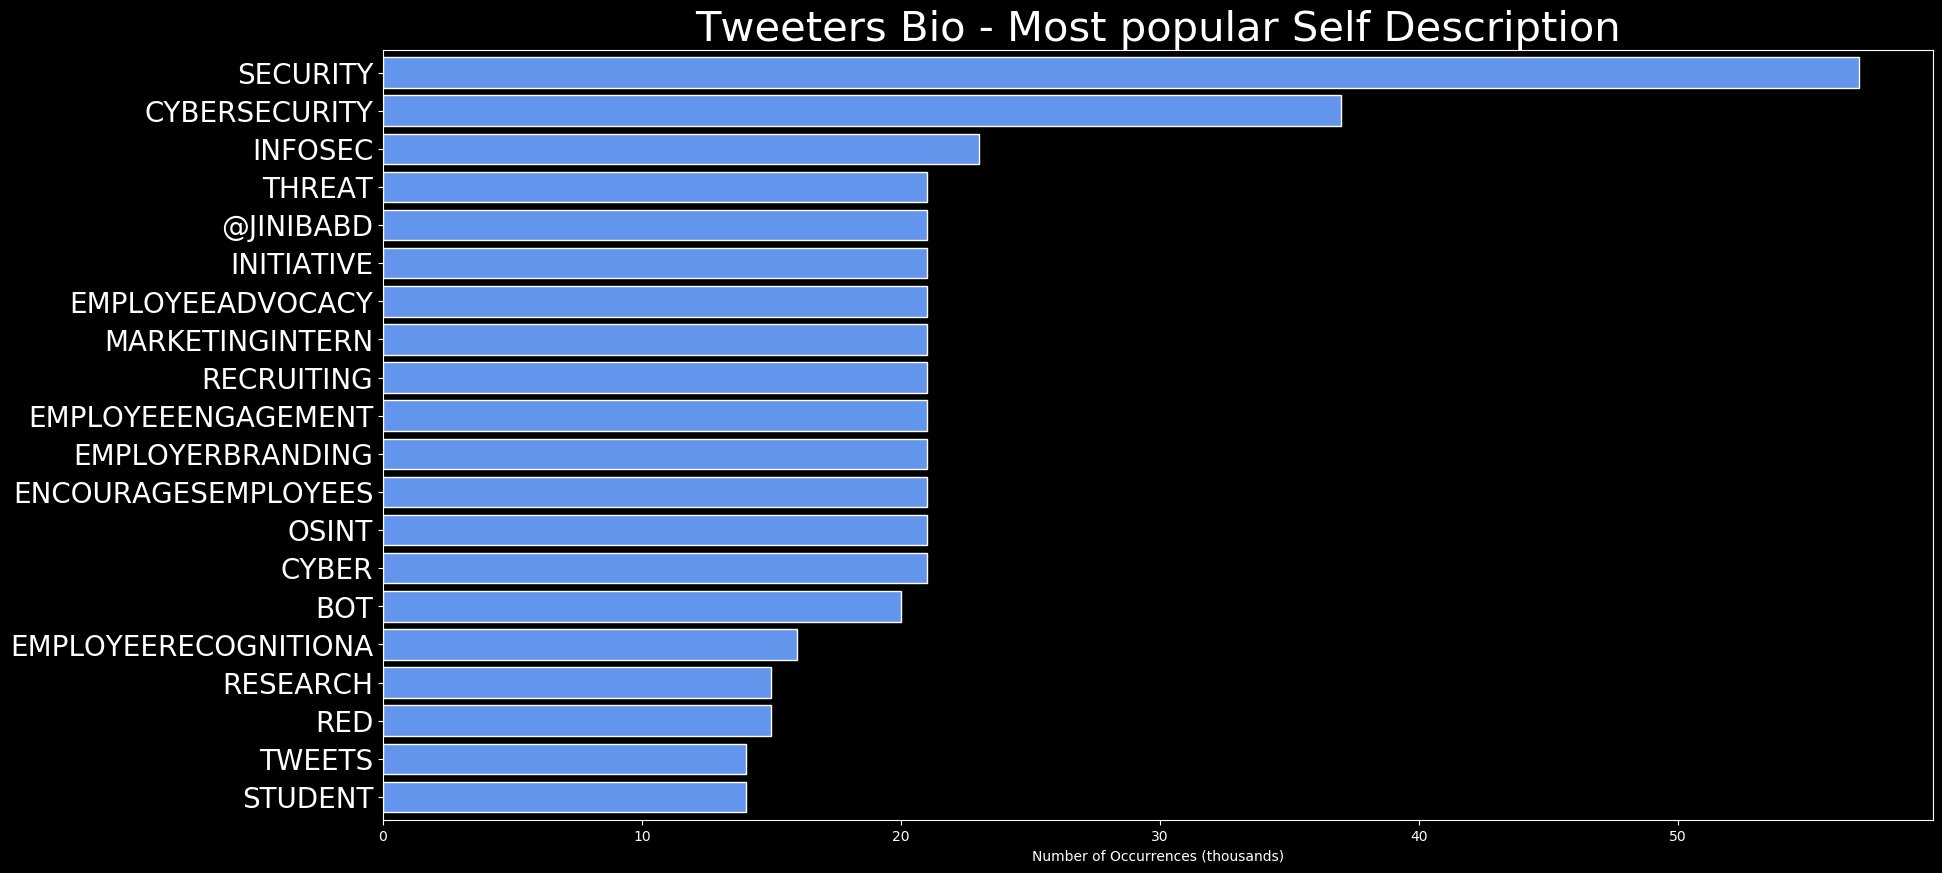 Tweeters Bio - Most popular Self Description
SECURITY
CYBERSECURITY
INFOSEC
THREAT
@JINIBABD
INITIATIVE
EMPLOYEEADVOCACY
MARKETINGINTERN
RECRUITING
EMPLOYEEENGAGEMENT
EMPLOYERBRANDING
ENCOURAGESEMPLOYEES
OSINT
CYBER
BOT
EMPLOYEERECOGNITIONA
RESEARCH
RED
TWEETS
STUDENT
0 10 20 30 40 50
Number of Occurrences (thousands)